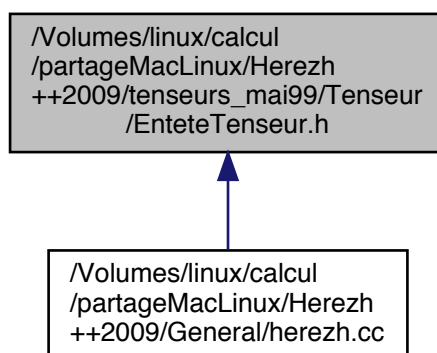 /Volumes/linux/calcul
/partageMacLinux/Herezh
++2009/tenseurs_mai99/Tenseur
/EnteteTenseur.h
/Volumes/linux/calcul
/partageMacLinux/Herezh
++2009/General/herezh.cc